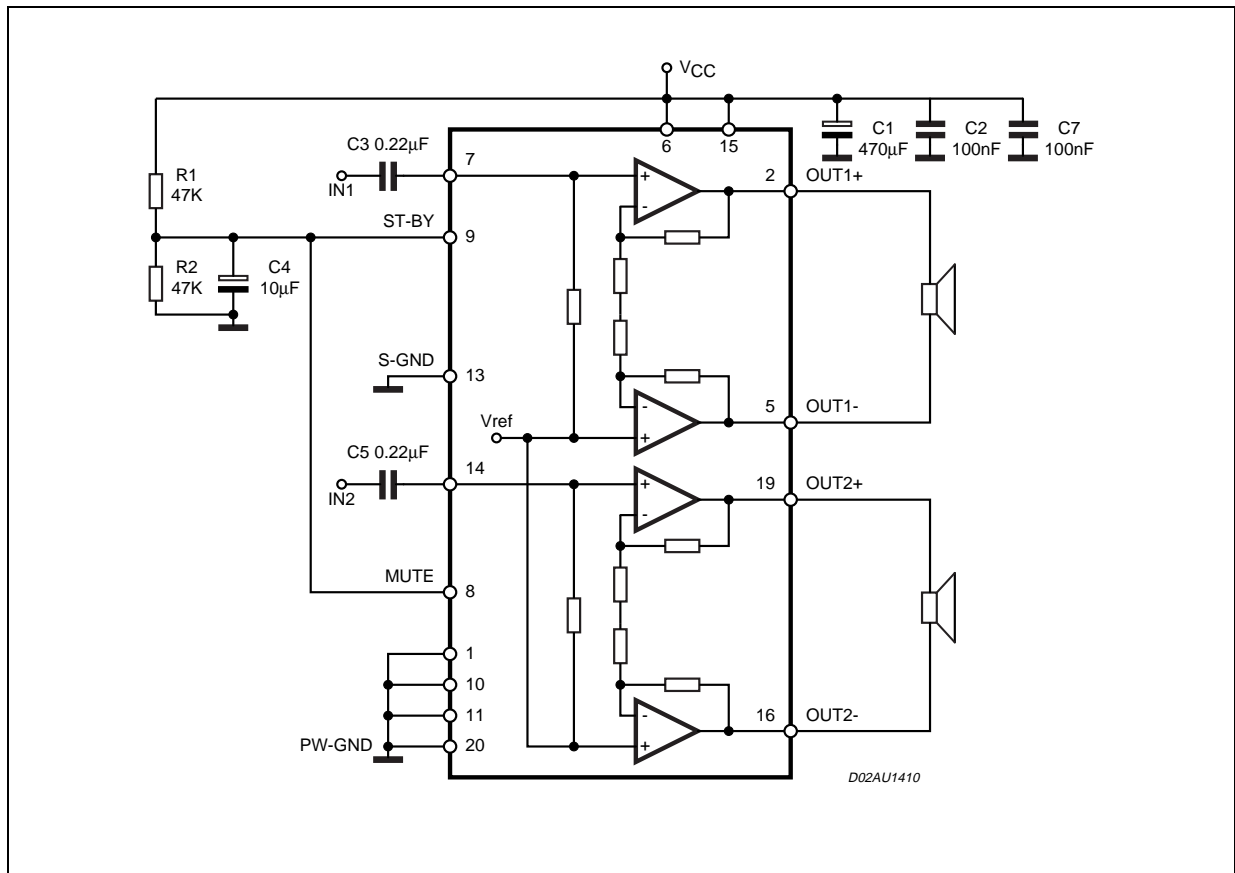 VCC
6
15
C1
470µF
C2
100nF
C7
100nF
C3 0.22µF
IN1
7
2
OUT1+
R1
47K
+
-
ST-BY
9
R2
47K
C4
10µF
S-GND
13
-
+
5
OUT1-
Vref
C5 0.22µF
IN2
14
+
-
19
OUT2+
MUTE
8
1
10
11
PW-GND
20
-
+
16
OUT2-
D02AU1410